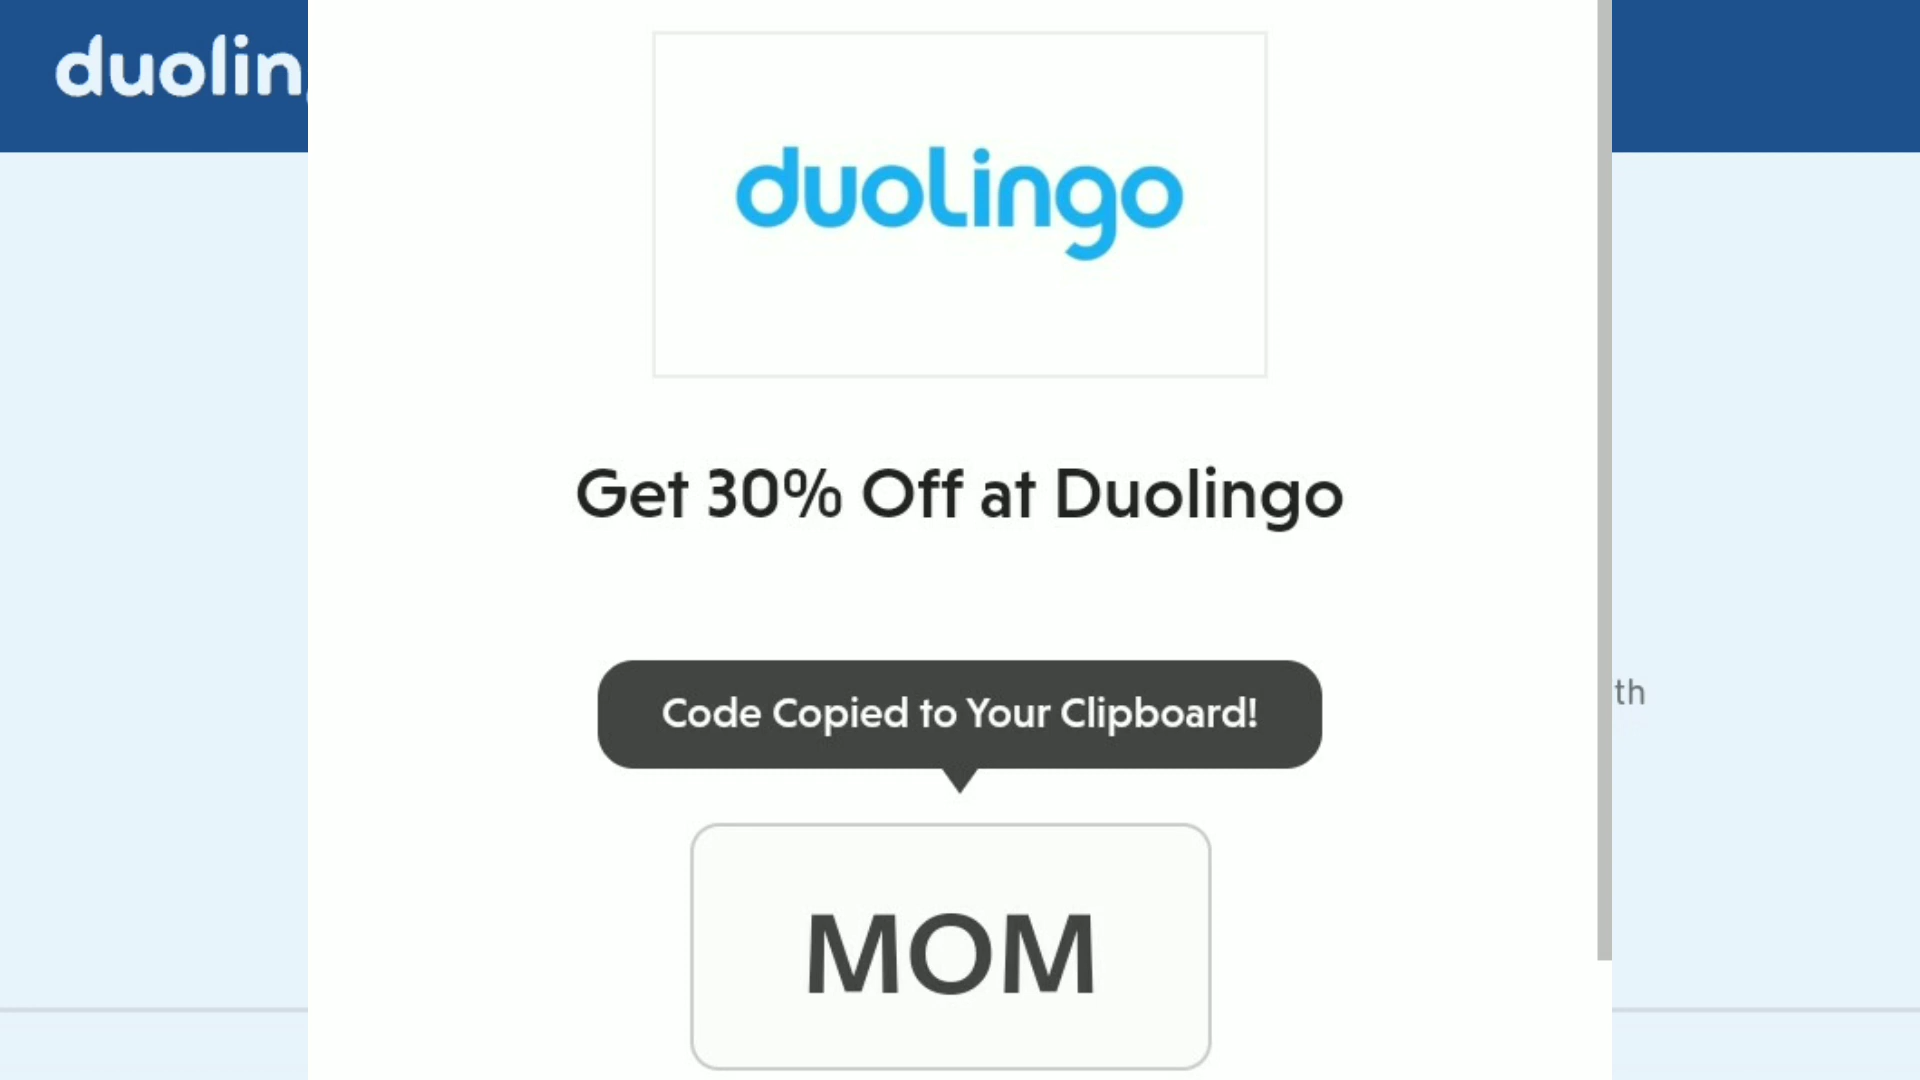 duolin
duolingo
Get 30% Off at Duolingo
Code Copied to Your Clipboard!
th
MOM